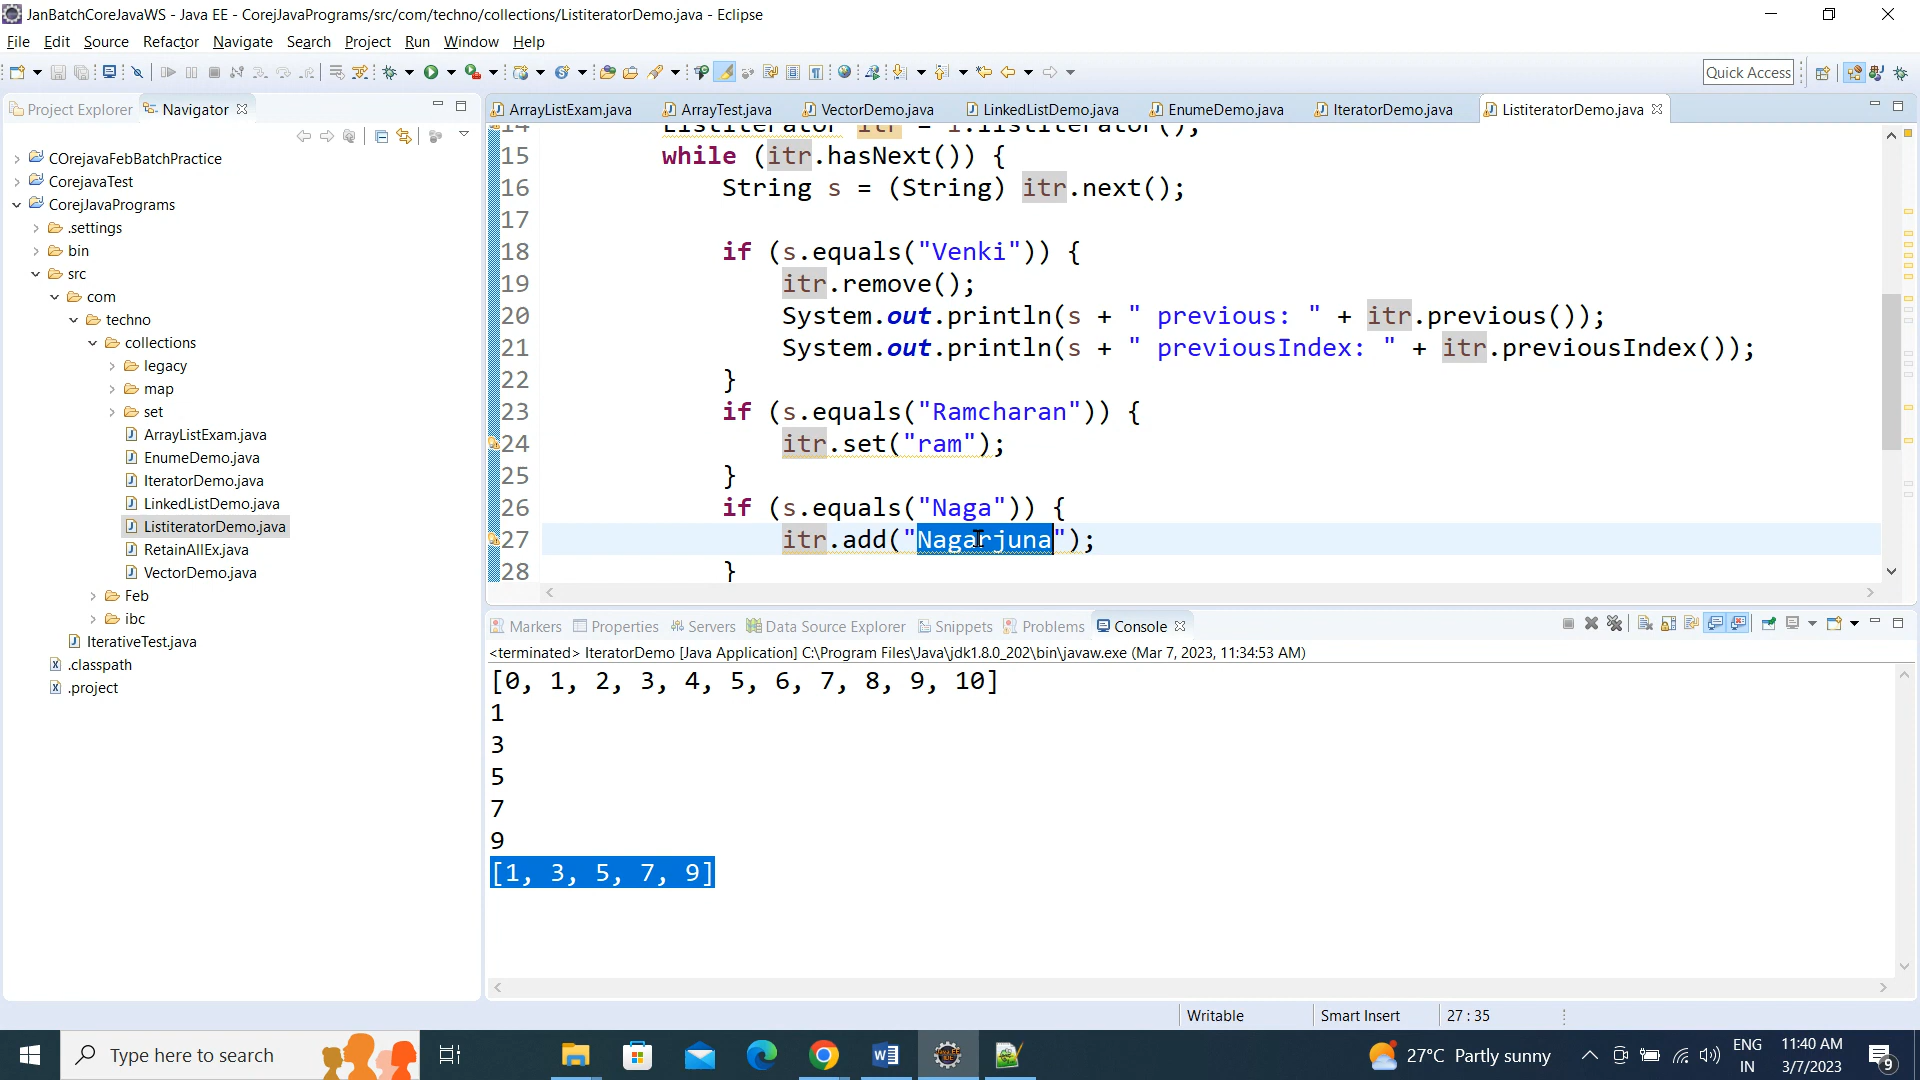 JanBatchCoreJavaWS - Java EE - CorejJavaPrograms/src/com/techno/collections/ListiteratorDemo.java - Eclipse
File Edit Source Refactor Navigate Search Project Run Window Help
Quick Access
Project Explorer Navigator
ArrayListExam.java ArrayTest.java VectorDemo.java LinkedListDemo.java EnumeDemo.java IteratorDemo.java ListiteratorDemo.java
COrejavaFebBatchPractice
CorejavaTest
CorejJavaPrograms
.settings
bin
src
com
techno
collections
legacy
map
set
ArrayListExam.java
EnumeDemo.java
IteratorDemo.java
LinkedListDemo.java
ListiteratorDemo.java
RetainAllEx.java
VectorDemo.java
Feb
ibc
IterativeTest.java
.classpath
.project
14 ListIterator itr = l.listIterator();
15 while (itr.hasNext()) {
16 String s = (String) itr.next();
17
18 if (s.equals("Venki")) {
19 itr.remove();
20 System.out.println(s + " previous: " + itr.previous());
21 System.out.println(s + " previousIndex: " + itr.previousIndex());
22 }
23 if (s.equals("Ramcharan")) {
24 itr.set("ram");
25 }
26 if (s.equals("Naga")) {
27 itr.add("Nagarjuna");
28 }
Markers Properties Servers Data Source Explorer Snippets Problems Console
<terminated> IteratorDemo [Java Application] C:\Program Files\Java\jdk1.8.0_202\bin\javaw.exe (Mar 7, 2023, 11:34:53 AM)
[0, 1, 2, 3, 4, 5, 6, 7, 8, 9, 10]
1
3
5
7
9
[1, 3, 5, 7, 9]
Writable Smart Insert 27 : 35
Type here to search
27°C Partly sunny
ENG
IN
11:40 AM
3/7/2023
9